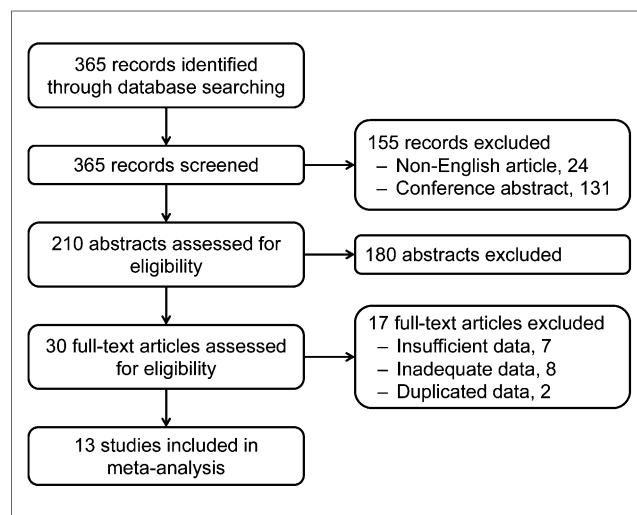 365 records identified
through database searching
365 records screened
155 records excluded
– Non-English article, 24
– Conference abstract, 131
210 abstracts assessed for
eligibility
180 abstracts excluded
30 full-text articles assessed
for eligibility
17 full-text articles excluded
– Insufficient data, 7
– Inadequate data, 8
– Duplicated data, 2
13 studies included in
meta-analysis